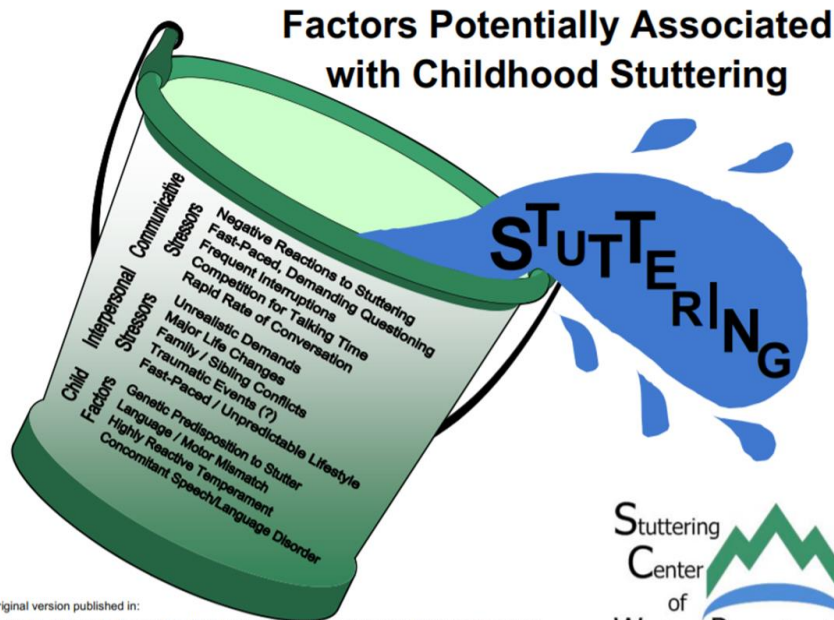 Factors Potentially Associated
with Childhood Stuttering
STUTTERING
Communicative
Stressors
Negative Reactions to Stuttering
Fast-Paced, Demanding Questioning
Frequent Interruptions
Competition for Talking Time
Rapid Rate of Conversation
Interpersonal
Stressors
Unrealistic Demands
Major Life Changes
Family / Sibling Conflicts
Traumatic Events (?)
Fast-Paced / Unpredictable Lifestyle
Child
Factors
Genetic Predisposition to Stutter
Language / Motor Mismatch
Highly Reactive Temperament
Concomitant Speech/Language Disorder
Stuttering
Center
of
riginal version published in: